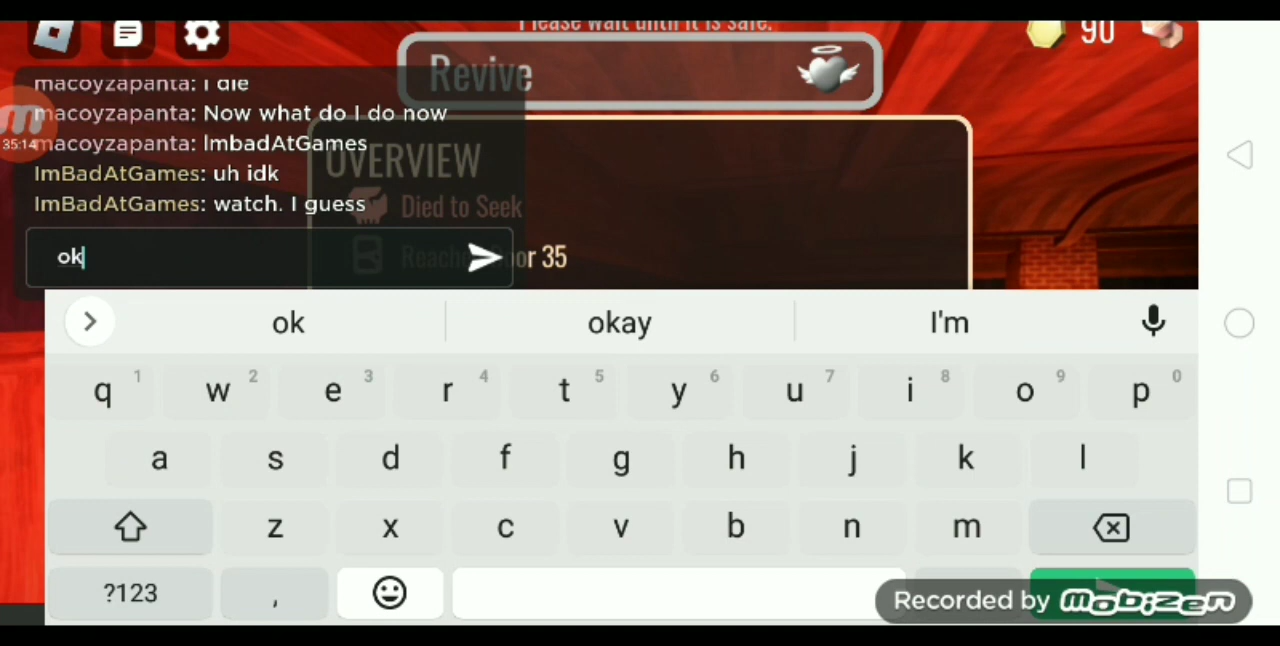 Please wait until it is safe.
90
Revive
macoyzapanta: I die
macoyzapanta: Now what do I do now
35:14
macoyzapanta: ImbadAtGames
OVERVIEW
ImBadAtGames: uh idk
ImBadAtGames: watch. I guess
Died to Seek
ok
Reach or 35
ok okay I'm
q 1 w 2 e 3 r 4 t 5 y 6 u 7 i 8 o 9 p 0
a s d f g h j k l
z x c v b n m
?123 ,
Recorded by mobizen